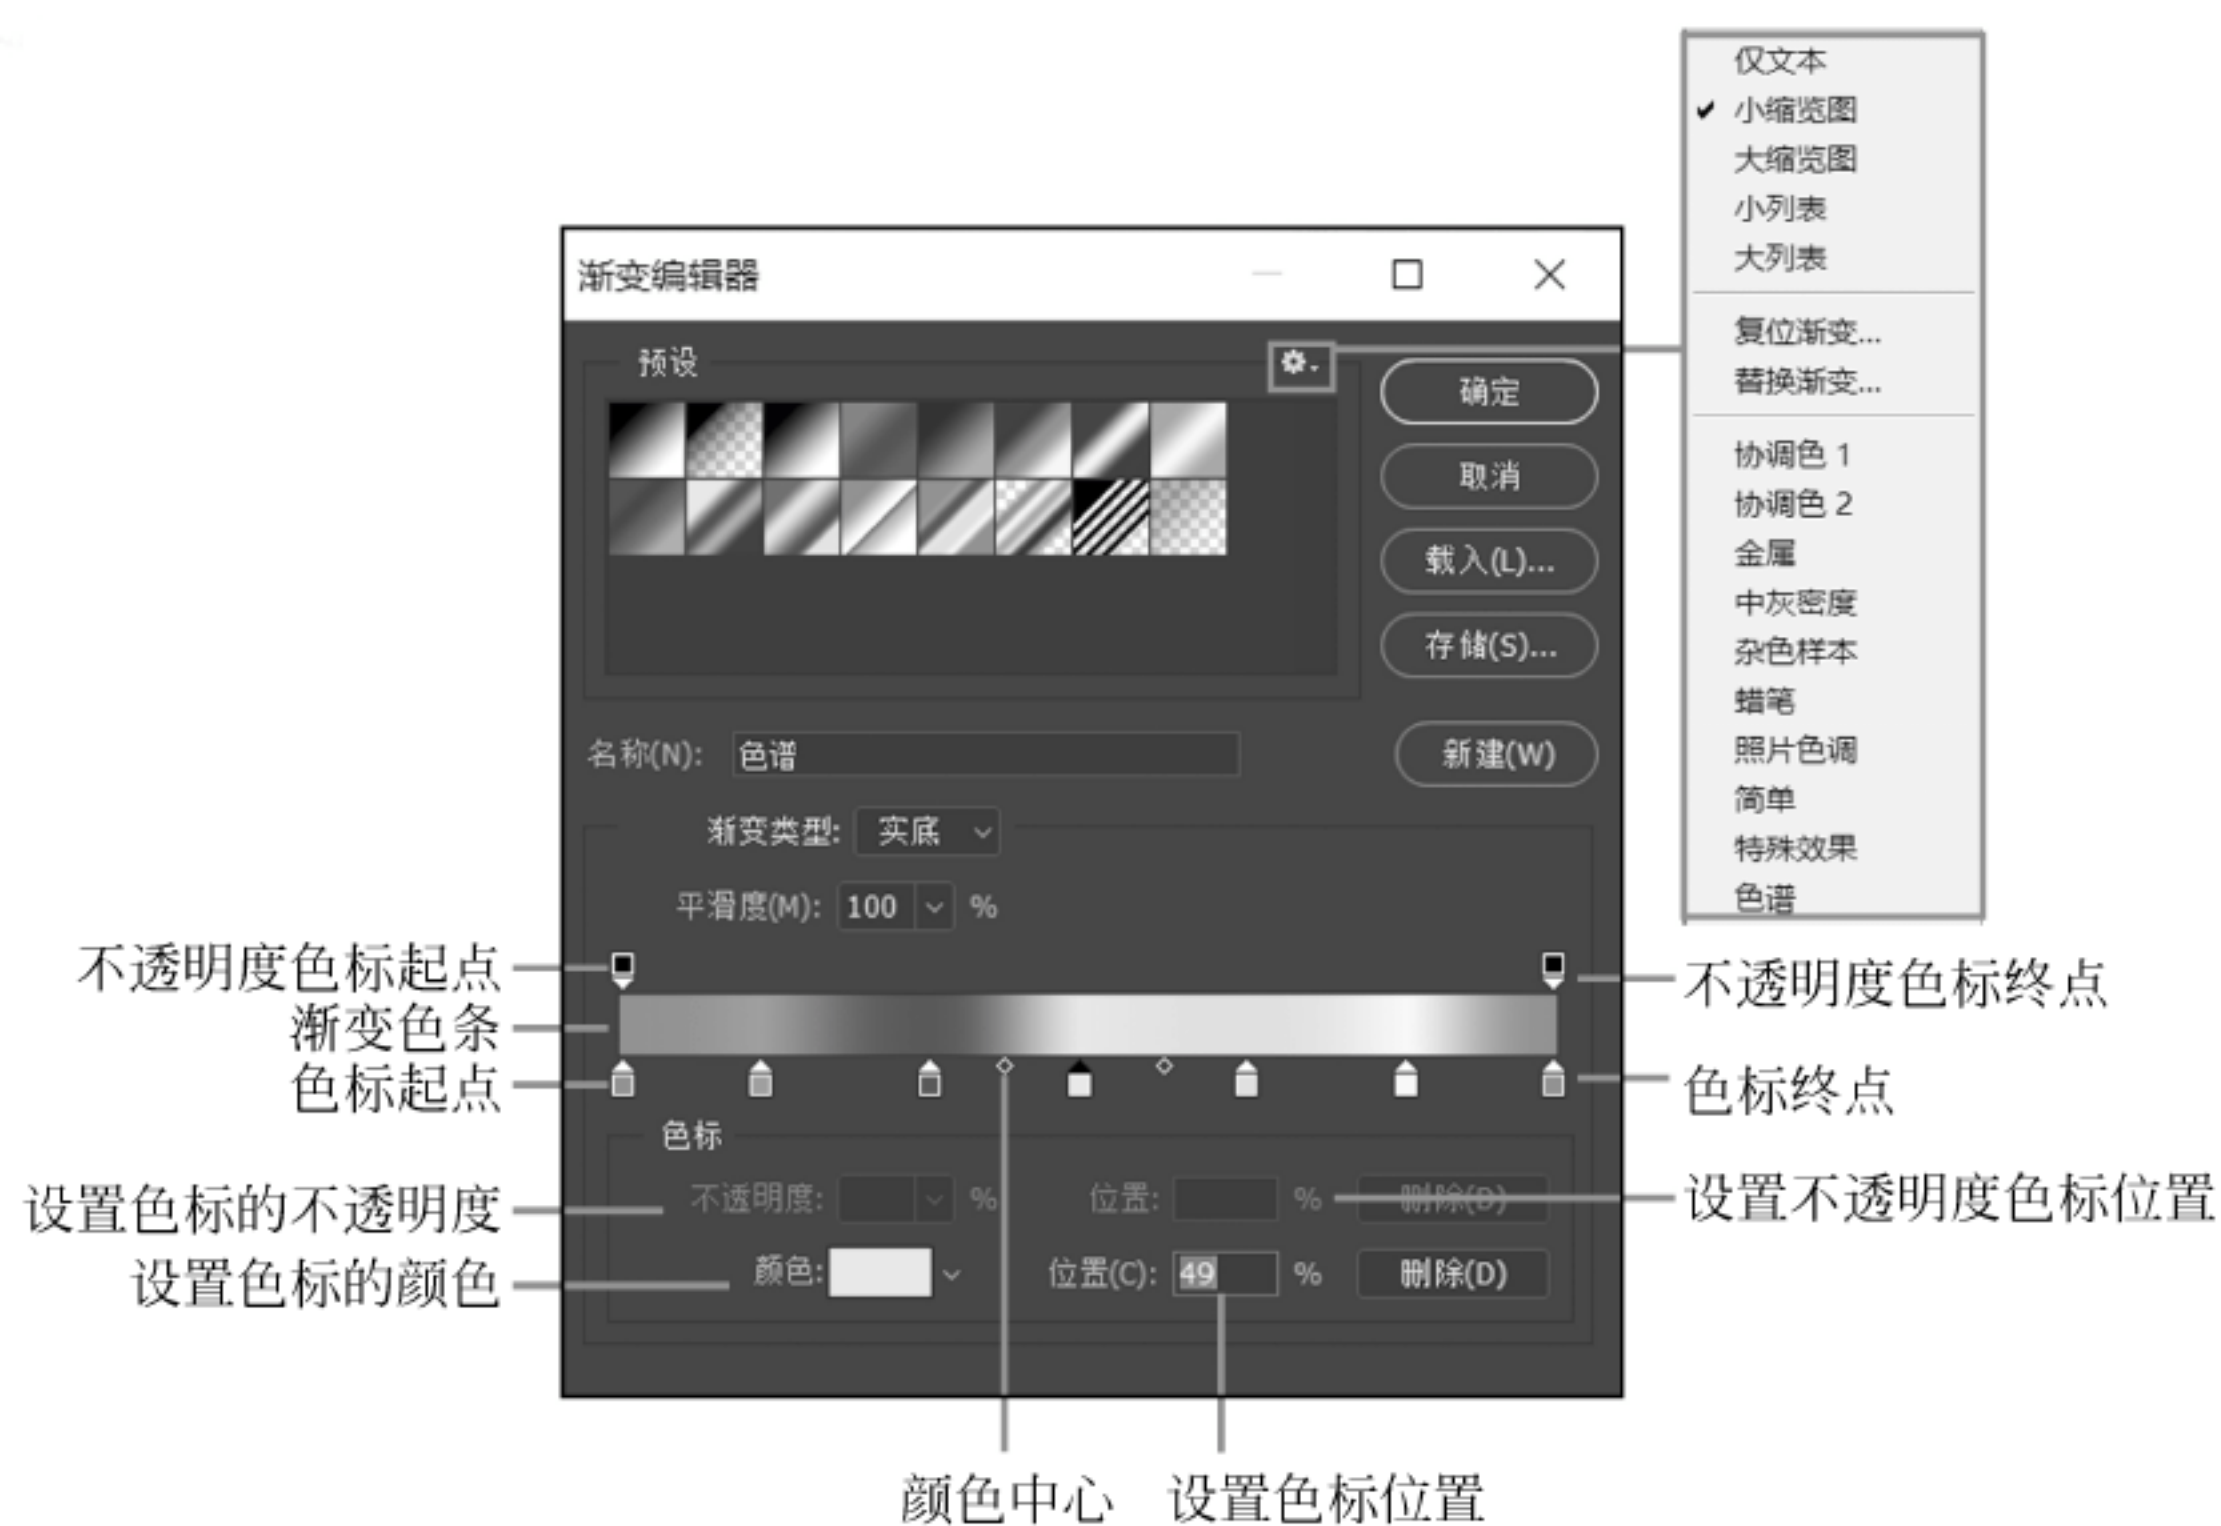 仅文本
小缩览图
大缩览图
小列表
大列表
复位渐变...
替换渐变...
协调色 1
协调色 2
金属
中灰密度
杂色样本
蜡笔
照片色调
简单
特殊效果
色谱
渐变编辑器
预设
确定
取消
载入(L)...
存储(S)...
名称(N): 色谱
新建(W)
渐变类型: 实底
平滑度(M): 100 %
不透明度色标起点
不透明度色标终点
渐变色条
色标起点
色标终点
色标
设置色标的不透明度
不透明度: %
位置: %
删除(D)
设置不透明度色标位置
设置色标的颜色
颜色:
位置(C): 49 %
删除(D)
颜色中心
设置色标位置